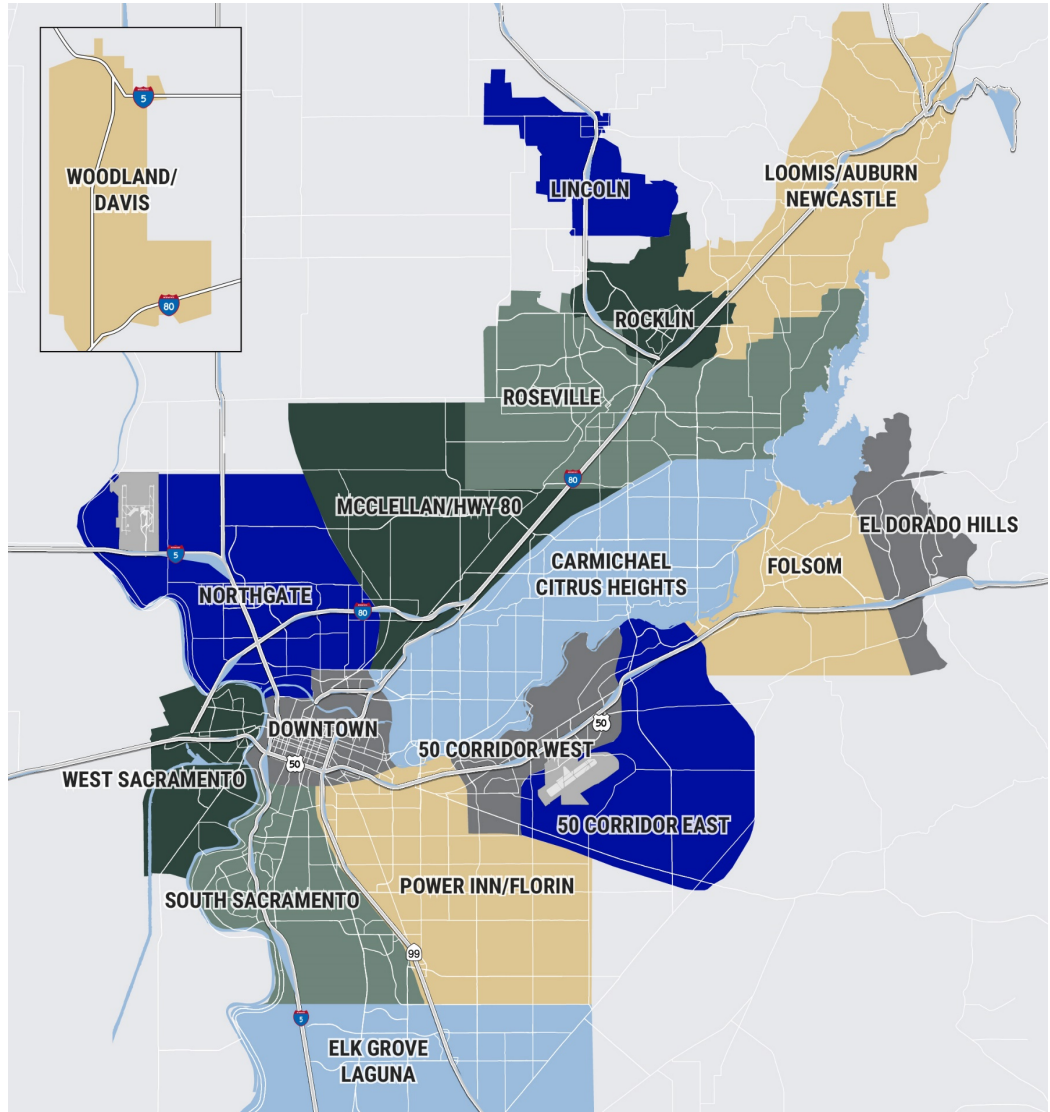 5
WOODLAND/
DAVIS
80
LINCOLN
LOOMIS/AUBURN
NEWCASTLE
ROCKLIN
ROSEVILLE
80
MCCLELLAN/HWY 80
EL DORADO HILLS
5
CARMICHAEL
CITRUS HEIGHTS
FOLSOM
NORTHGATE
80
DOWNTOWN
50
50 CORRIDOR WEST
50
WEST SACRAMENTO
50 CORRIDOR EAST
POWER INN/FLORIN
SOUTH SACRAMENTO
99
5
ELK GROVE
LAGUNA